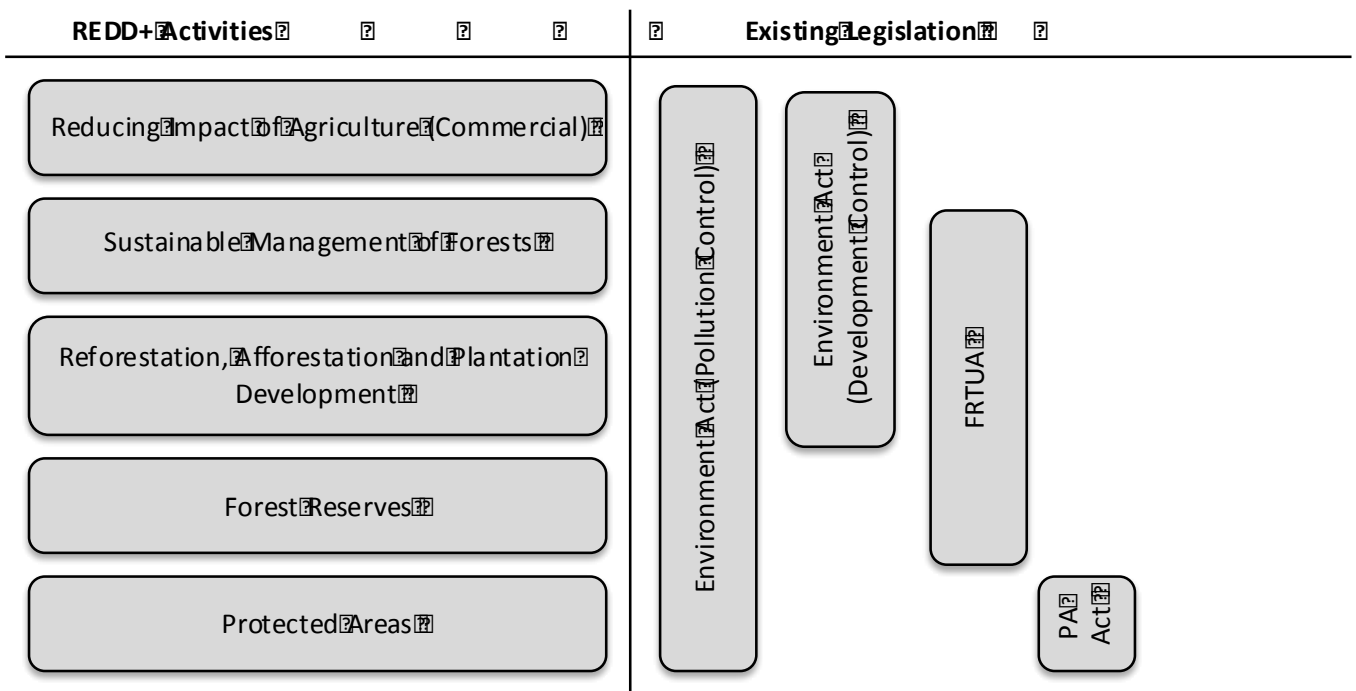 REDD+ Activities
Existing Legislation
Reducing Impact of Agriculture (Commercial)
Sustainable Management of Forests
Reforestation, Afforestation and Plantation
Development
Forest Reserves
Protected Areas
Environment Act (Pollution Control)
Environment Act
(Development Control)
FRTUA
PA
Act